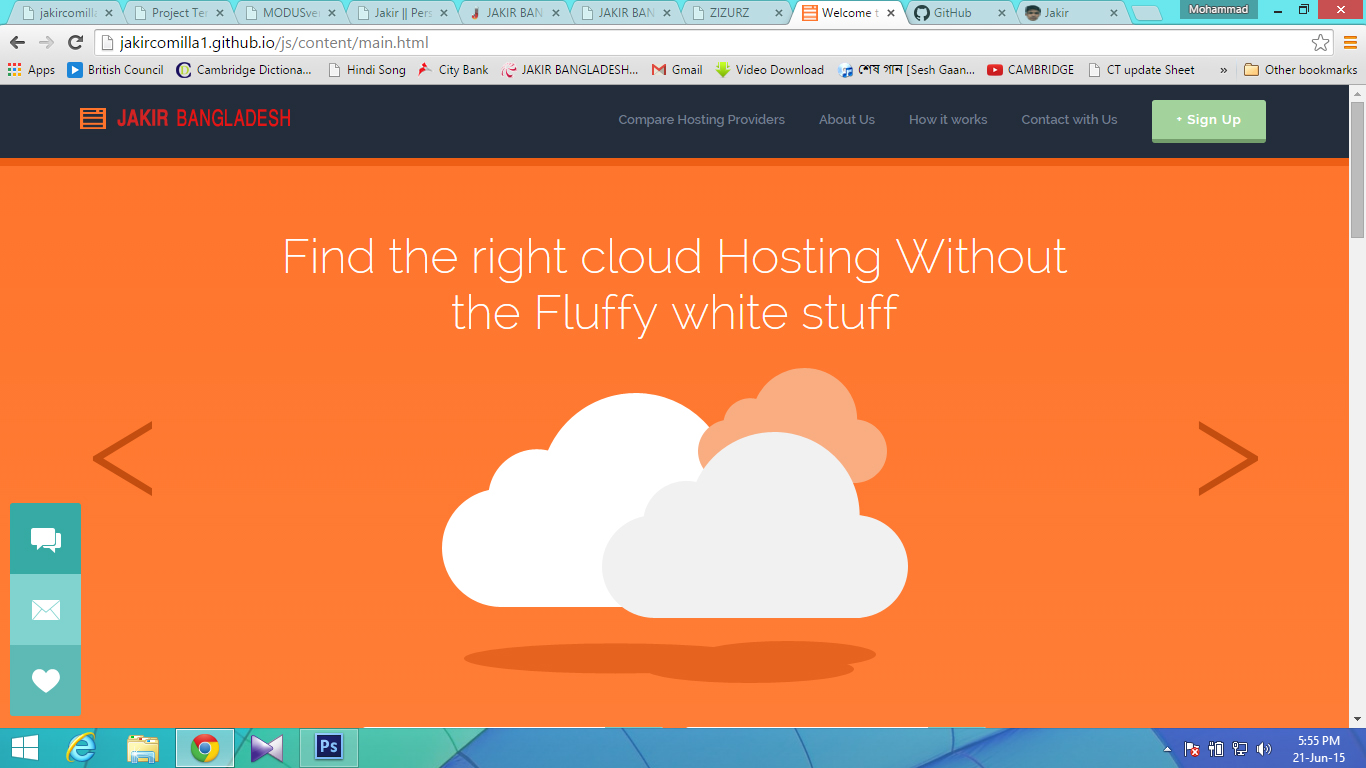 jakircomilla
Project Ter
MODUSver
Jakir || Pers
JAKIR BAN
JAKIR BAN
ZIZURZ
Welcome t
GitHub
Jakir
Mohammad
jakircomilla1.github.io/js/content/main.html
Apps
British Council
Cambridge Dictiona...
Hindi Song
City Bank
JAKIR BANGLADESH...
Gmail
Video Download
শেষ গান [Sesh Gaan...
CAMBRIDGE
CT update Sheet
»
Other bookmarks
JAKIR BANGLADESH
Compare Hosting Providers
About Us
How it works
Contact with Us
Sign Up
Find the right cloud Hosting Without
the Fluffy white stuff
Ps
5:55 PM
21-Jun-15